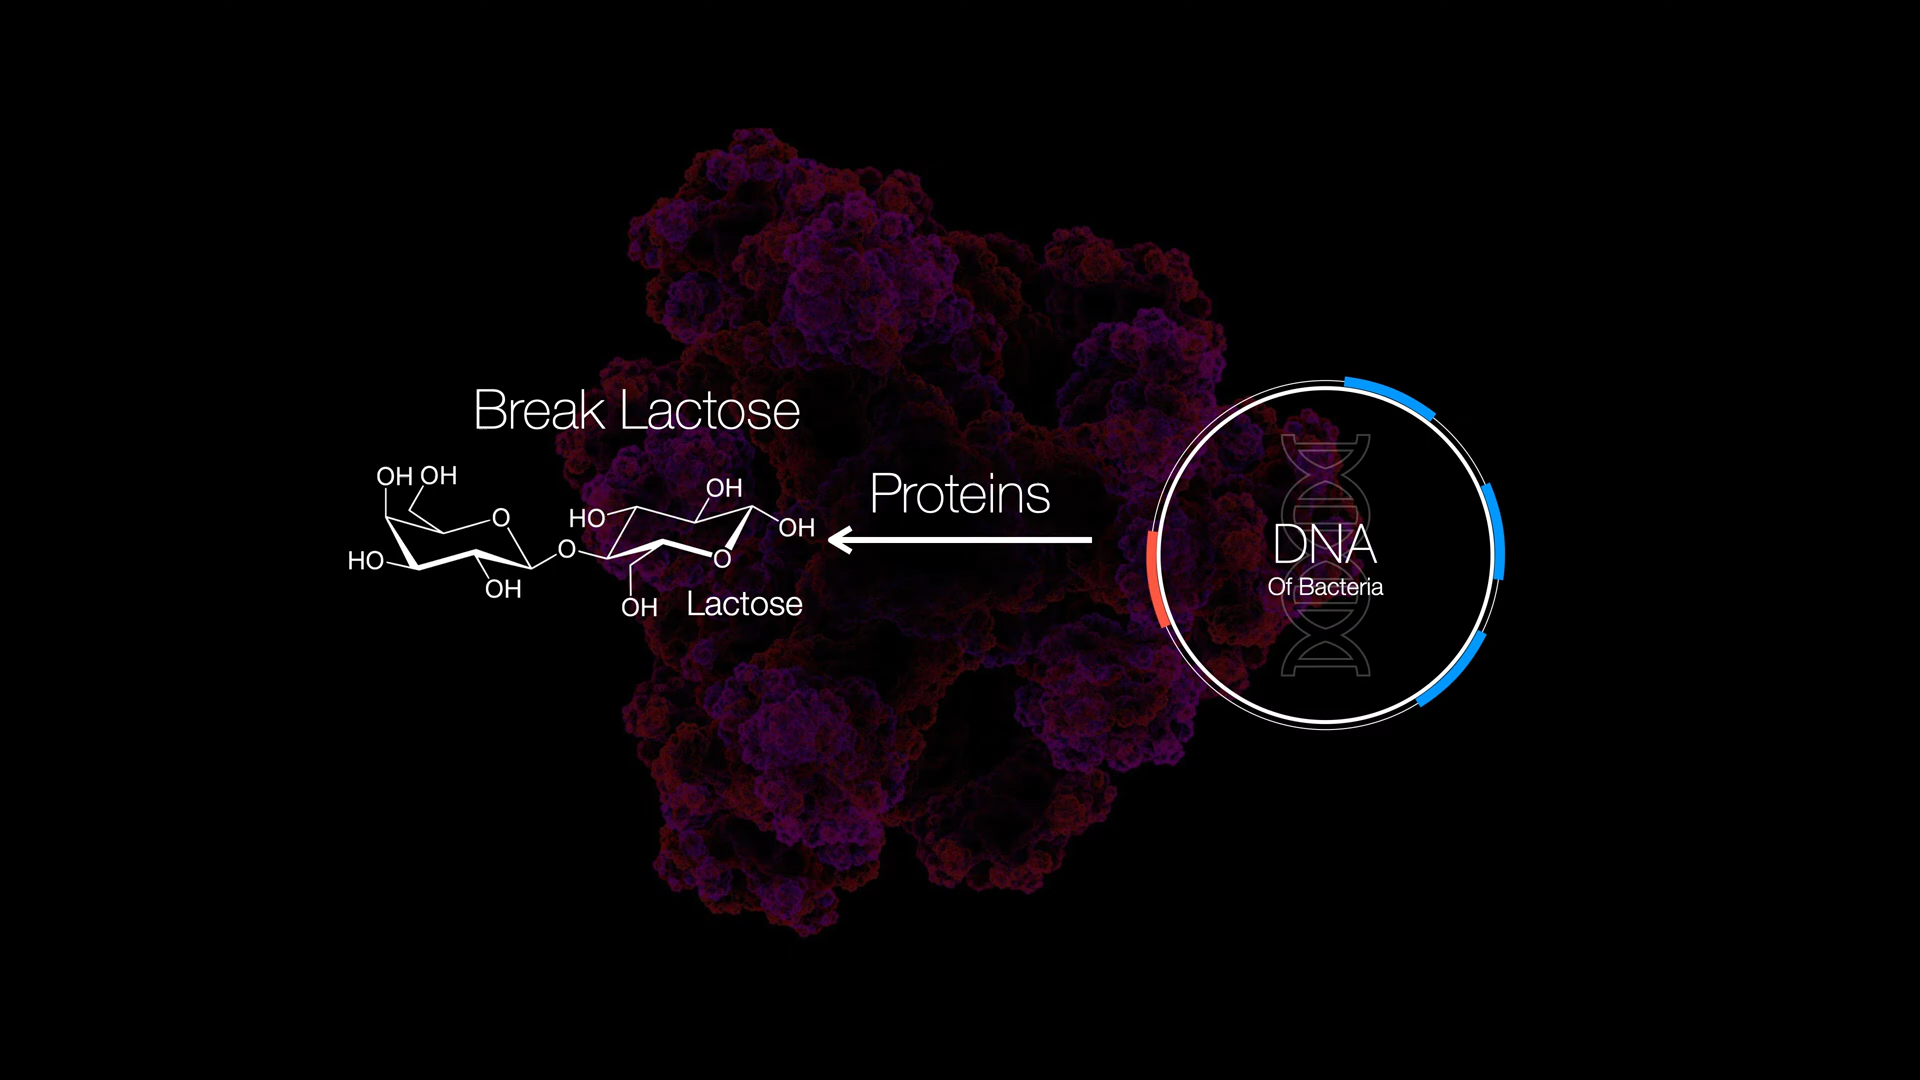 Break Lactose
OH OH
O
HO
OH
O
HO
OH
OH
O
OH
Lactose
Proteins
DNA
Of Bacteria